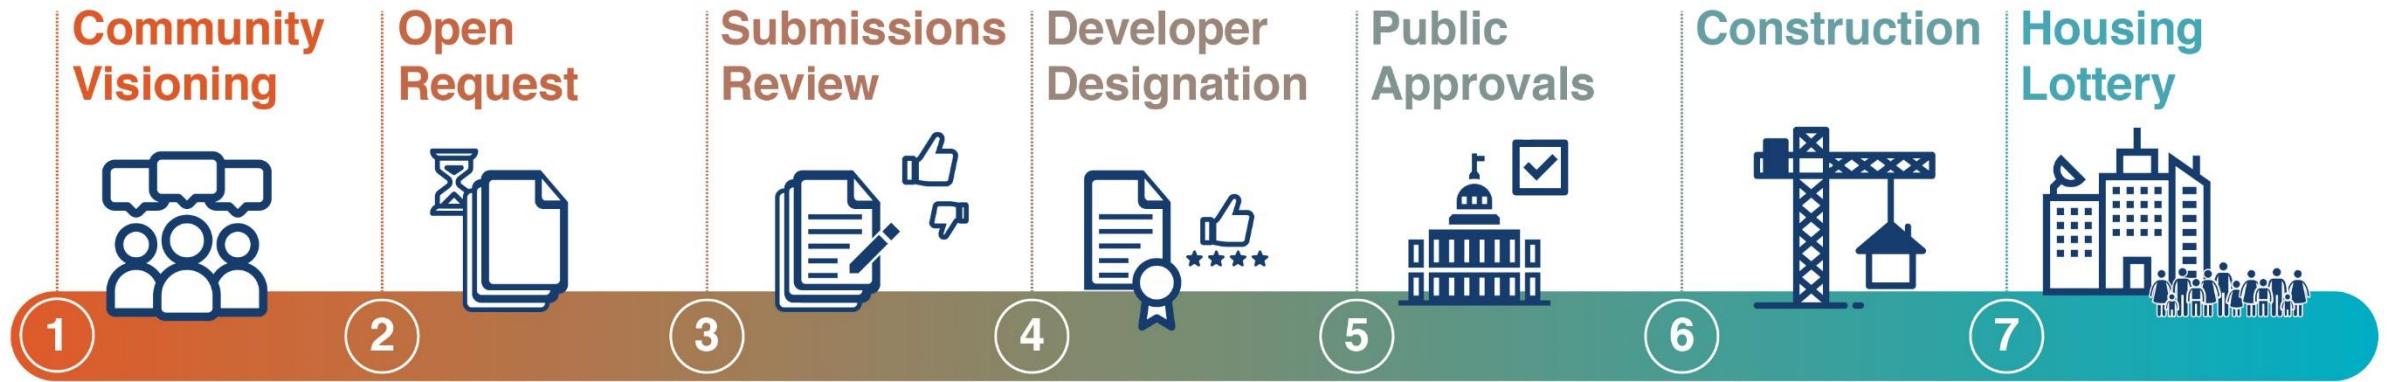 Community
Visioning
Open
Request
Submissions
Review
Developer
Designation
Public
Approvals
Construction
Housing
Lottery
1
2
3
4
5
6
7